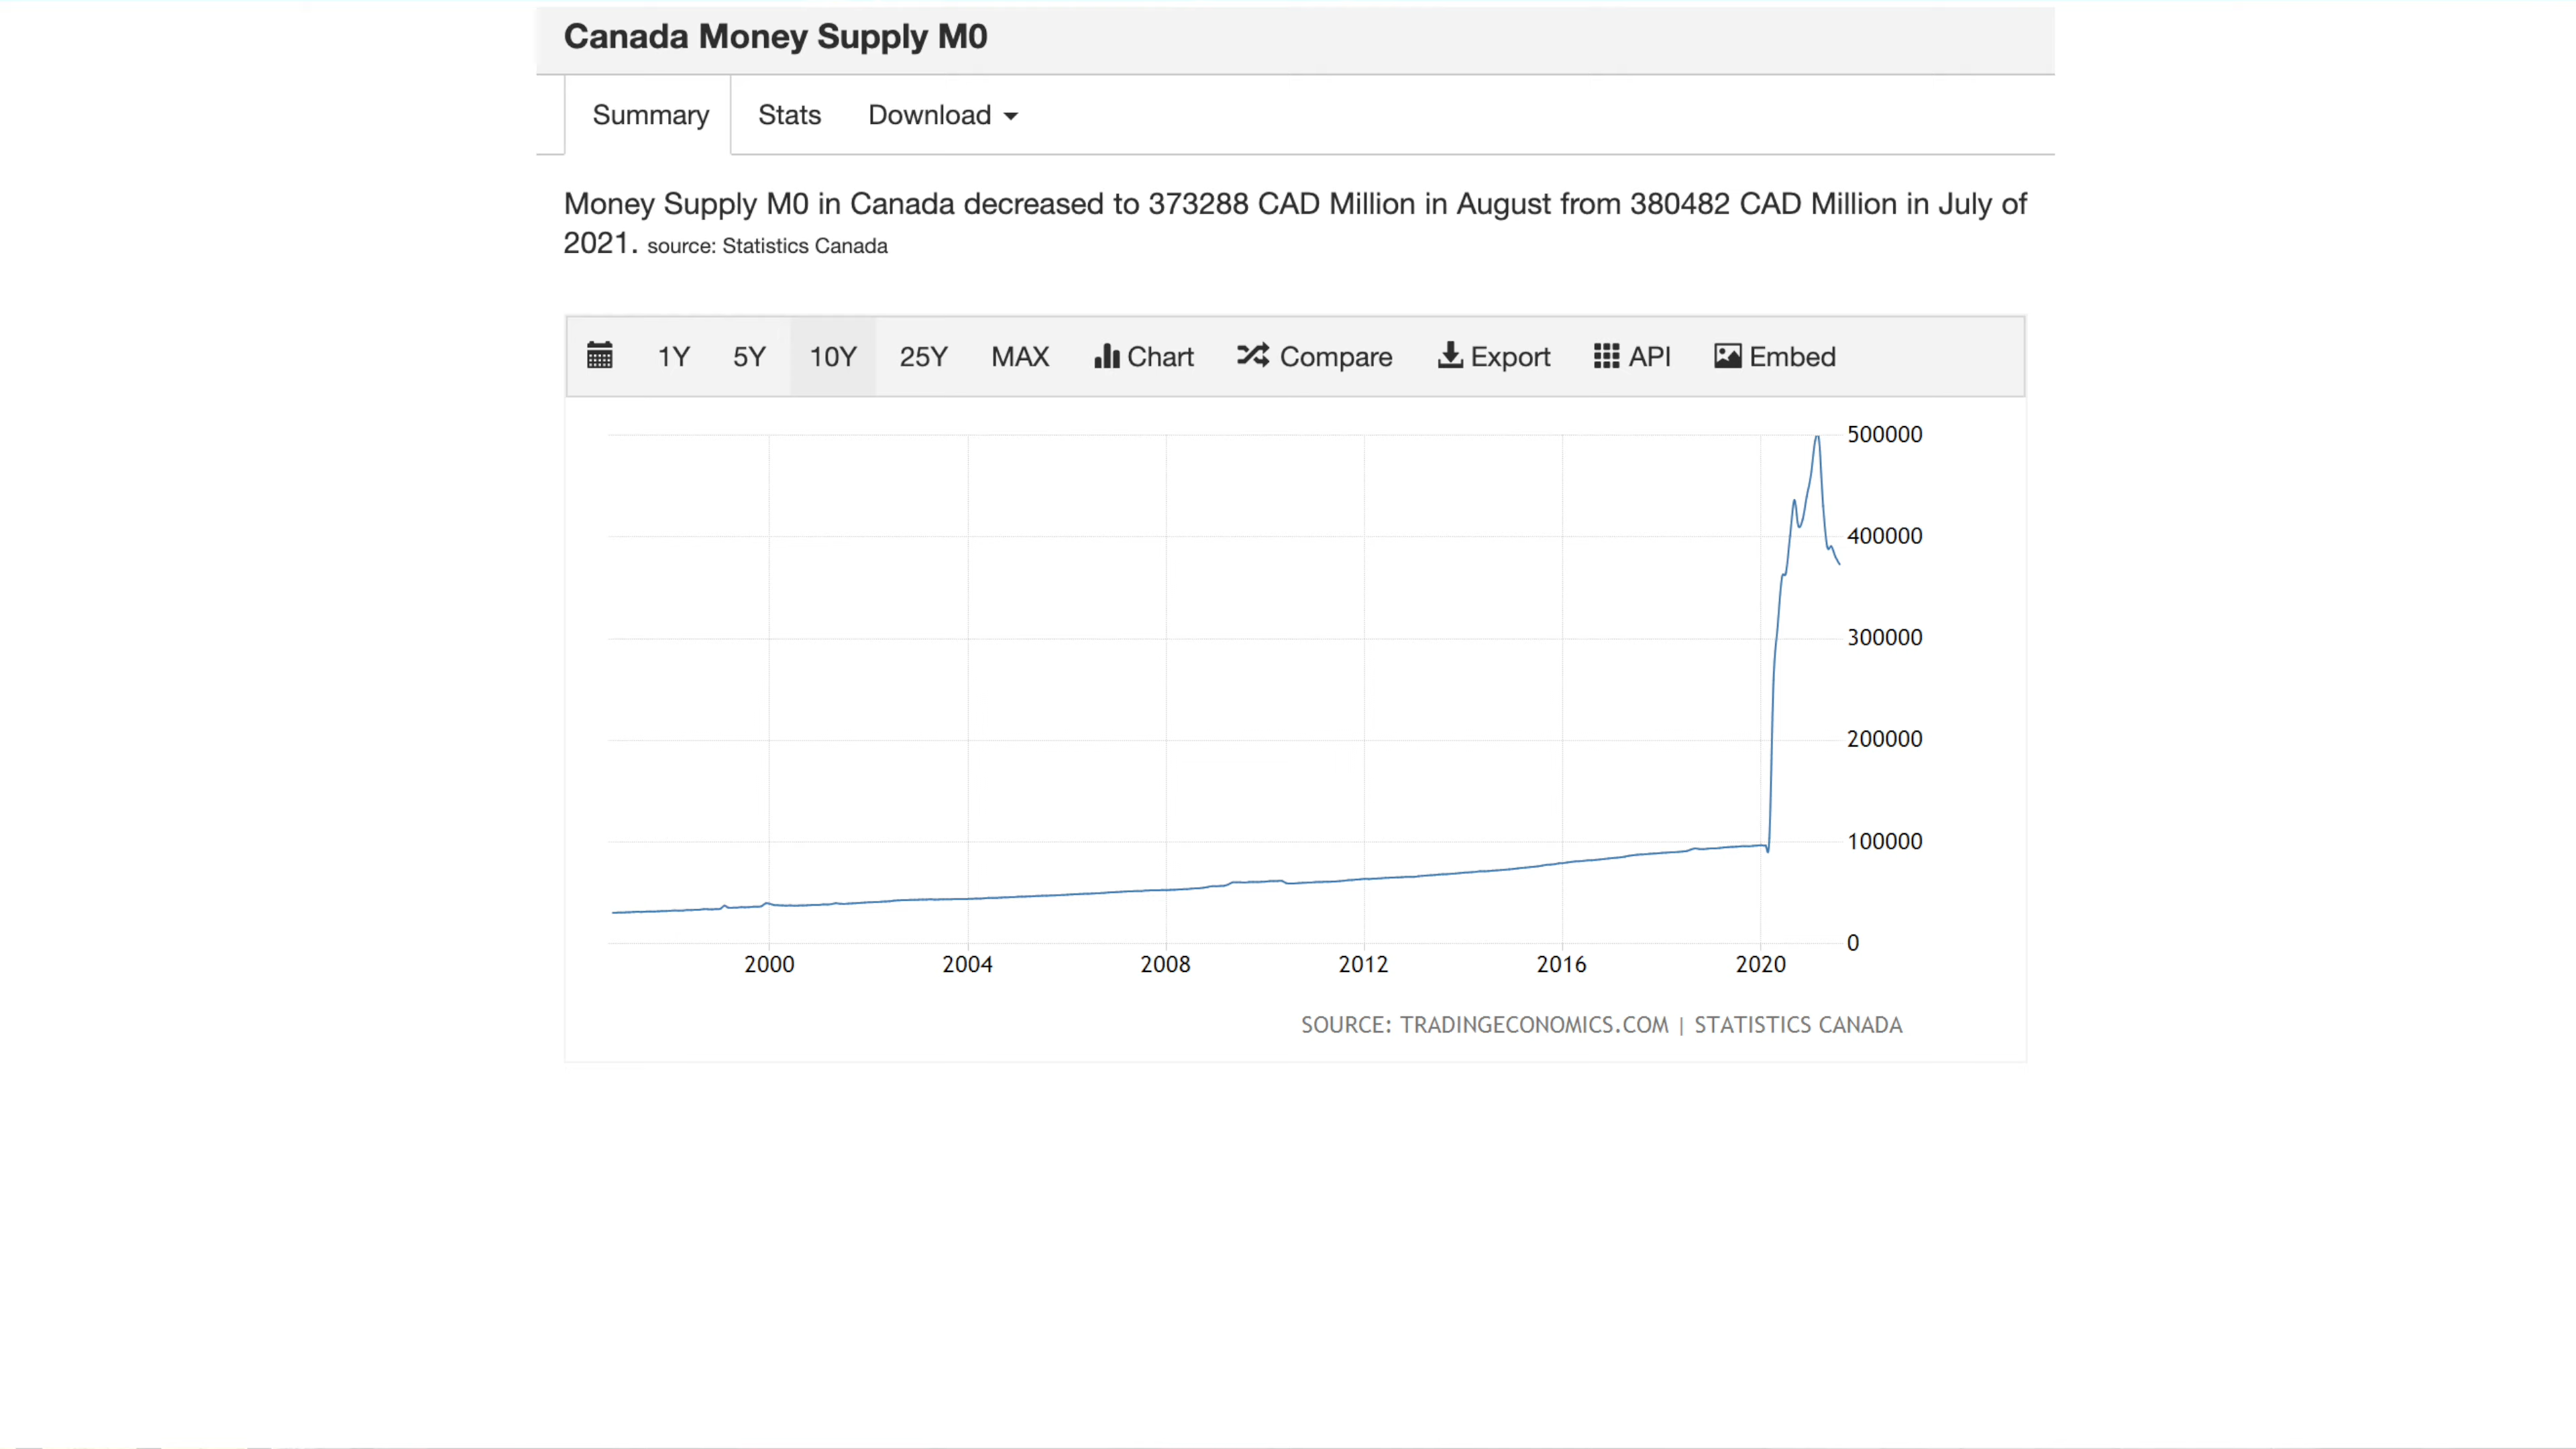 Canada Money Supply M0
Summary Stats Download
Money Supply M0 in Canada decreased to 373288 CAD Million in August from 380482 CAD Million in July of
2021. source: Statistics Canada
1Y 5Y 10Y 25Y MAX Chart Compare Export API Embed
500000
400000
300000
200000
100000
0
2000 2004 2008 2012 2016 2020
SOURCE: TRADINGECONOMICS.COM | STATISTICS CANADA